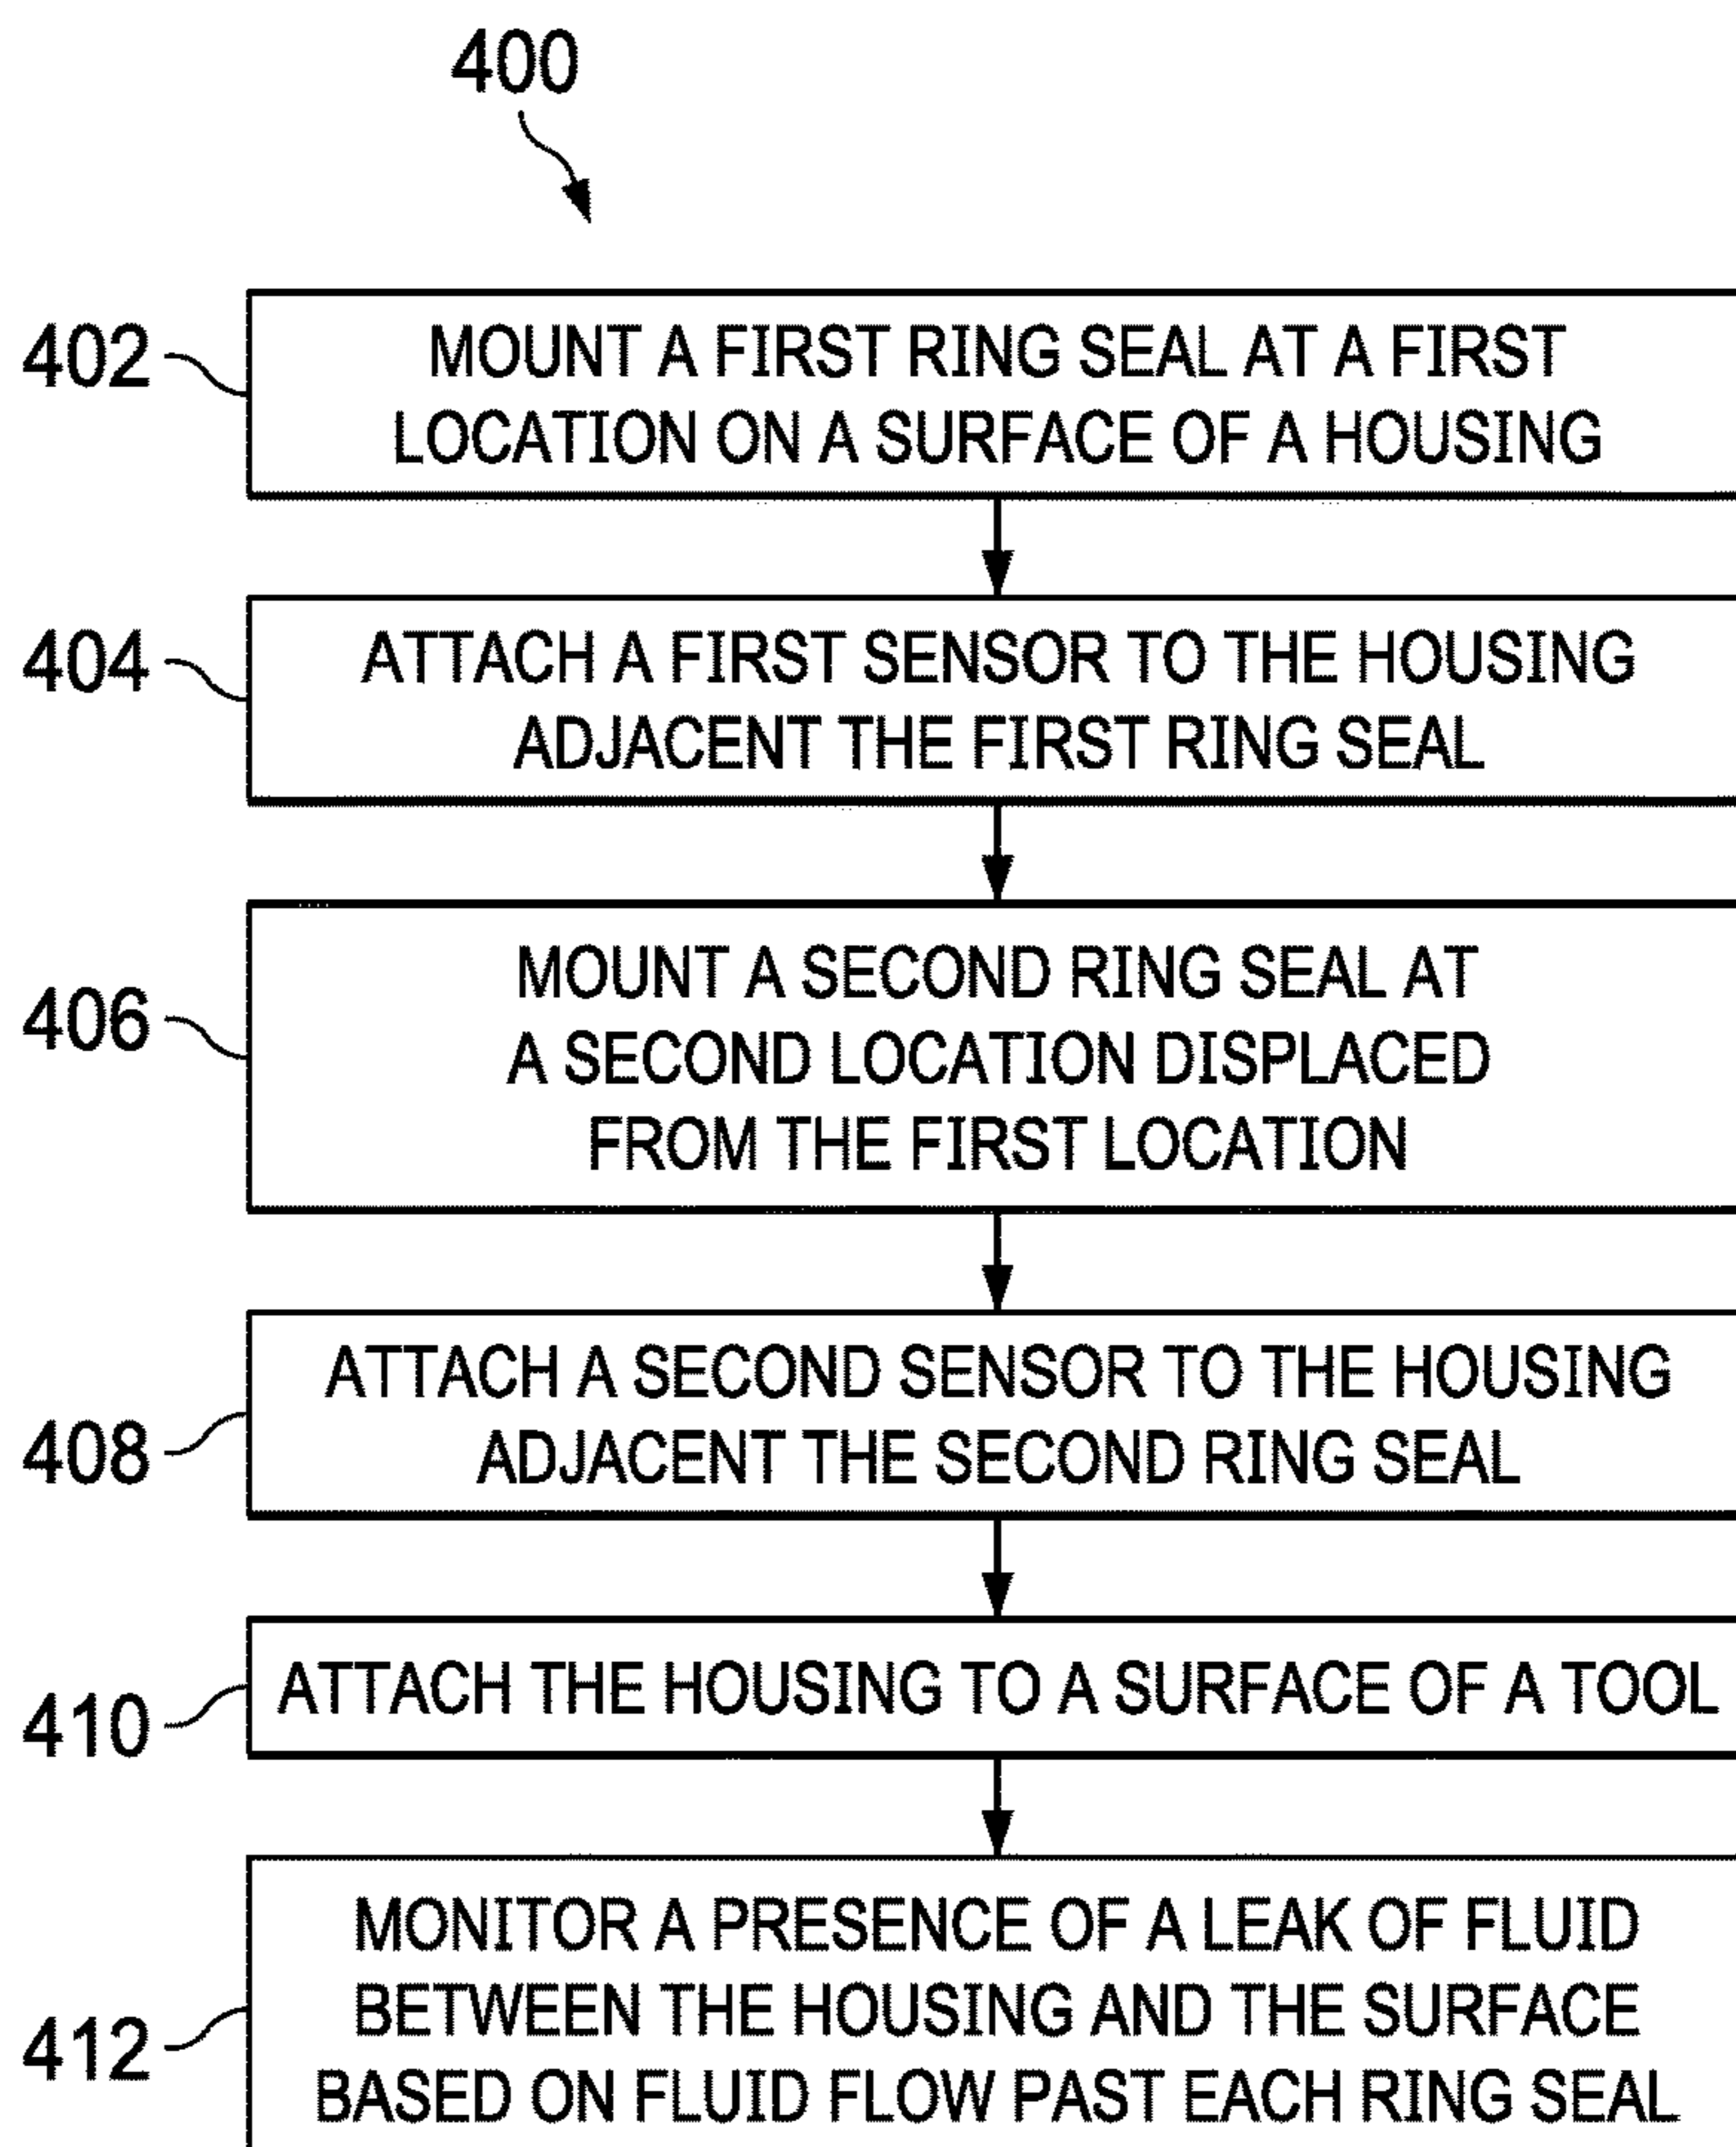 400
402
MOUNT A FIRST RING SEAL AT A FIRST
LOCATION ON A SURFACE OF A HOUSING
404
ATTACH A FIRST SENSOR TO THE HOUSING
ADJACENT THE FIRST RING SEAL
406
MOUNT A SECOND RING SEAL AT
A SECOND LOCATION DISPLACED
FROM THE FIRST LOCATION
408
ATTACH A SECOND SENSOR TO THE HOUSING
ADJACENT THE SECOND RING SEAL
410
ATTACH THE HOUSING TO A SURFACE OF A TOOL
412
MONITOR A PRESENCE OF A LEAK OF FLUID
BETWEEN THE HOUSING AND THE SURFACE
BASED ON FLUID FLOW PAST EACH RING SEAL